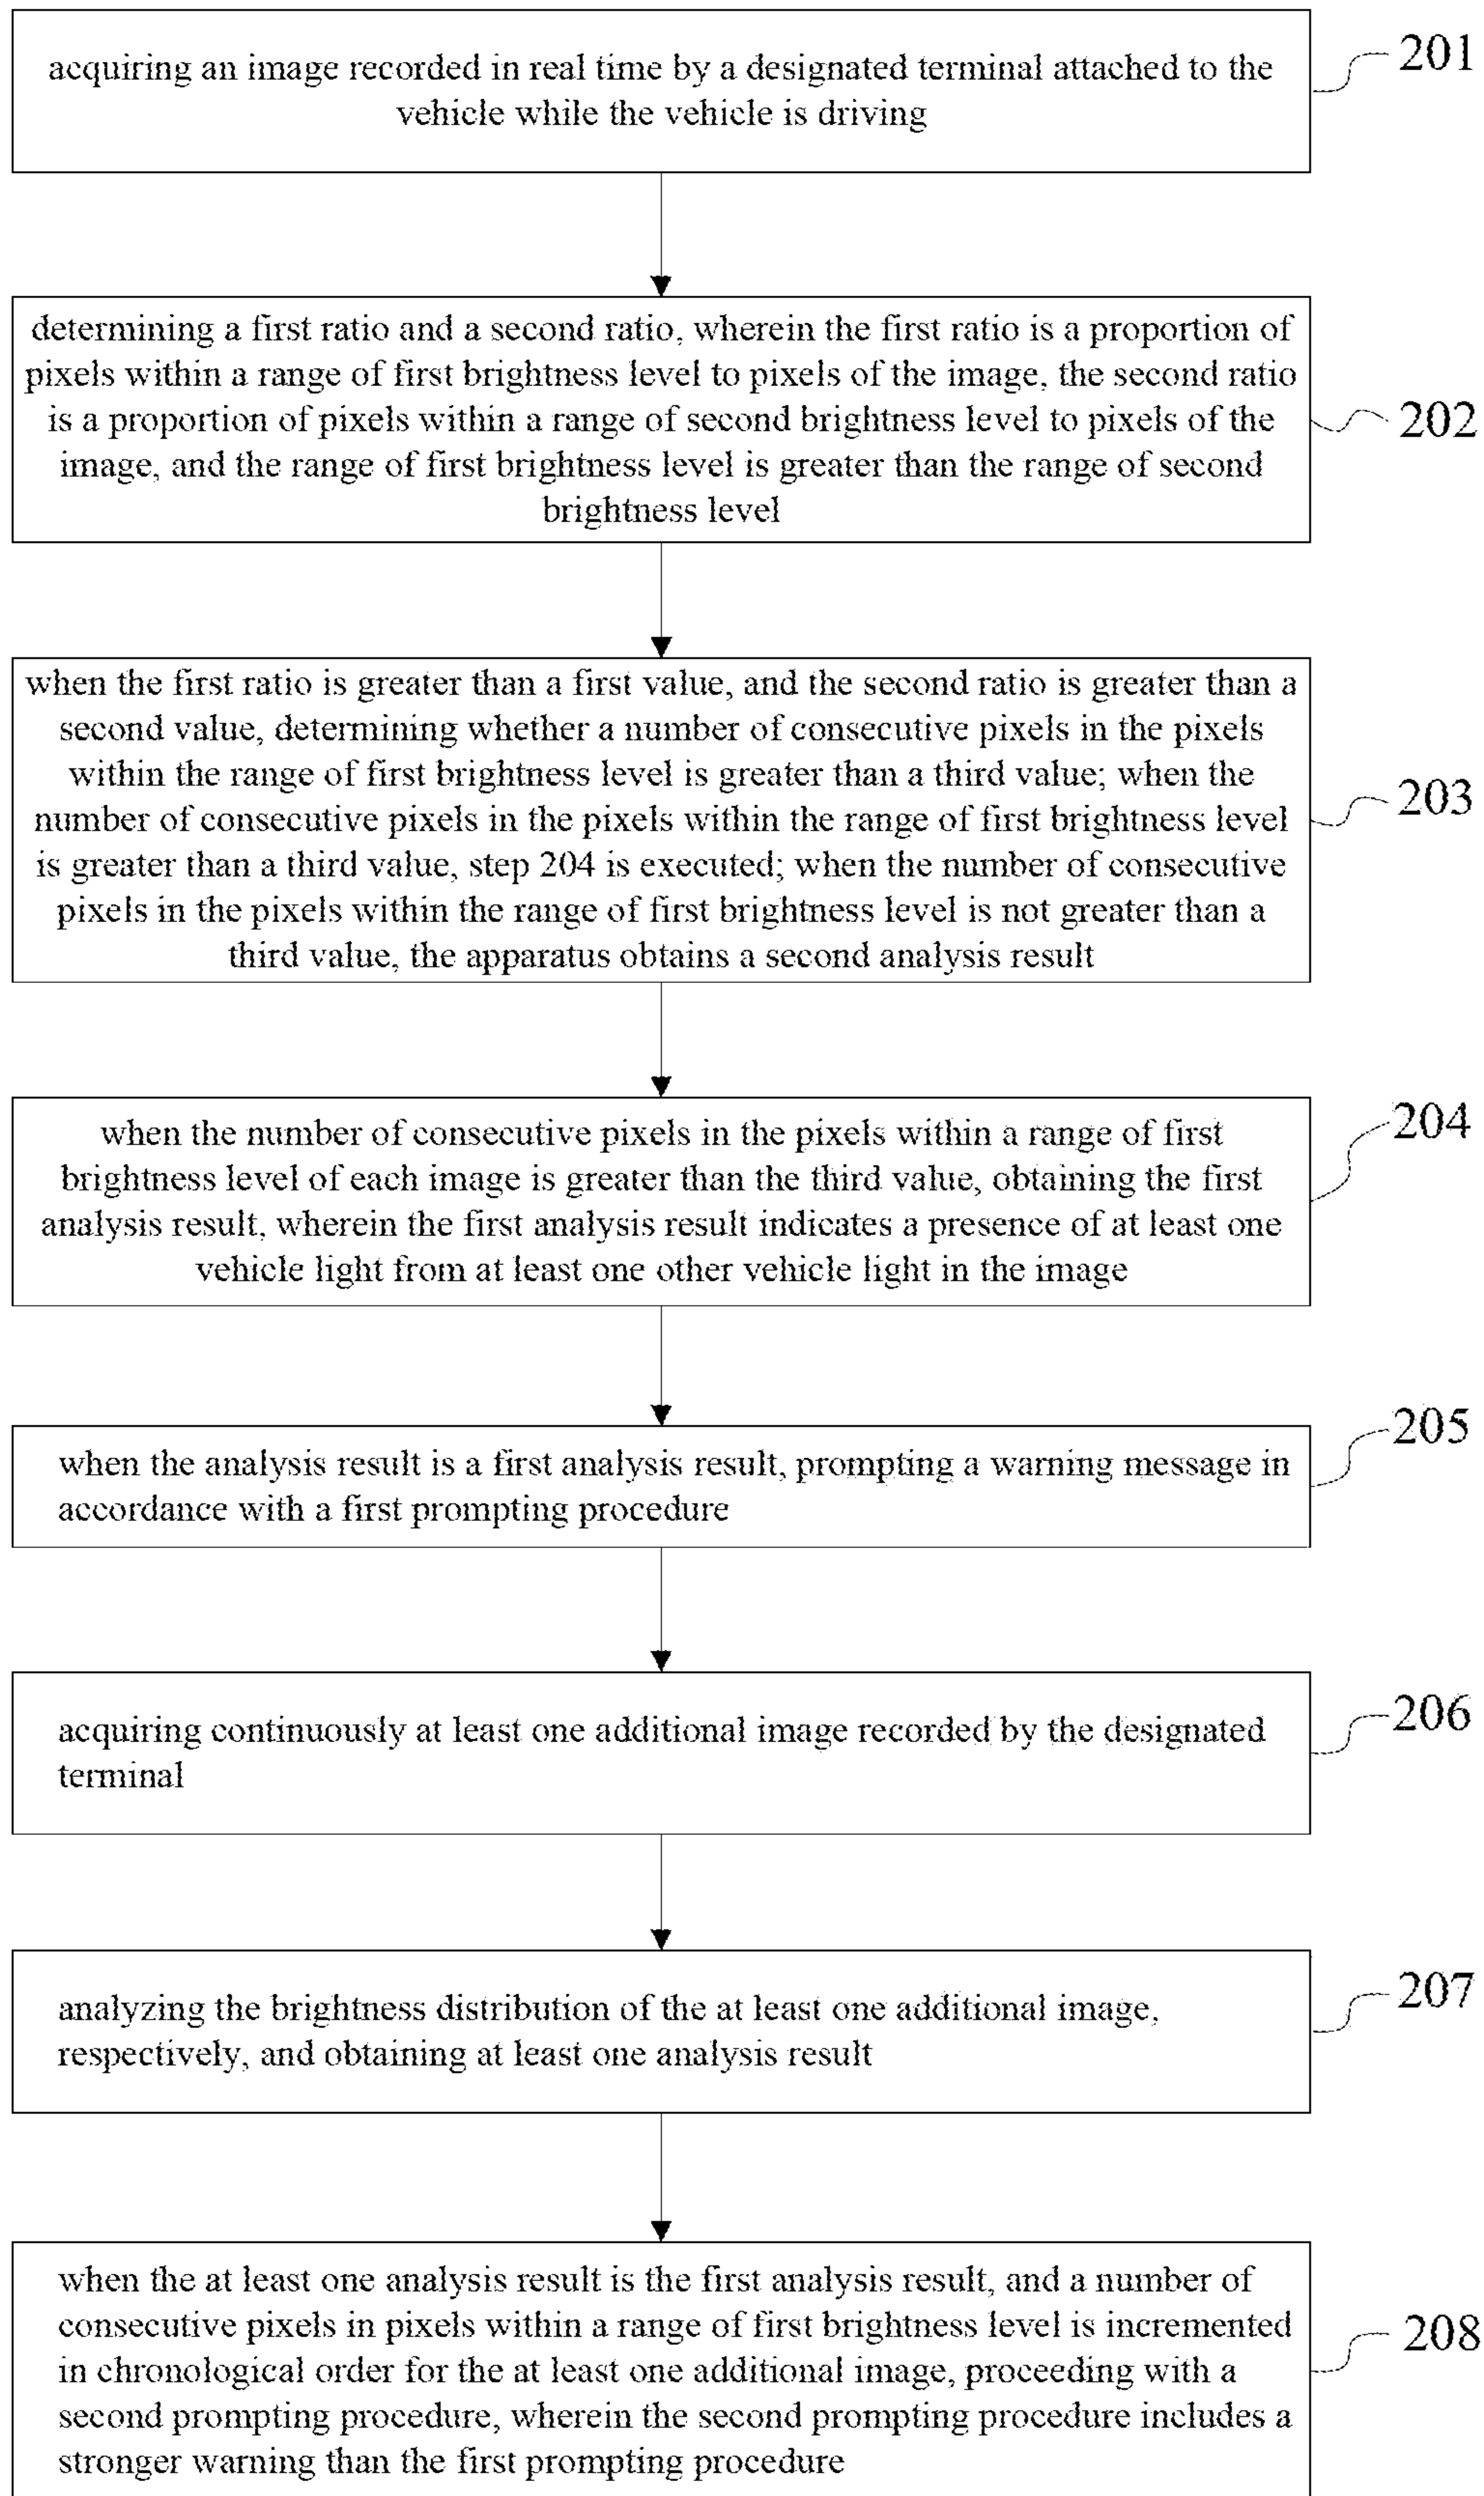 acquiring an image recorded in real time by a designated terminal attached to the
vehicle while the vehicle is driving
201
determining a first ratio and a second ratio, wherein the first ratio is a proportion of
pixels within a range of first brightness level to pixels of the image, the second ratio
is a proportion of pixels within a range of second brightness level to pixels of the
image, and the range of first brightness level is greater than the range of second
brightness level
202
when the first ratio is greater than a first value, and the second ratio is greater than a
second value, determining whether a number of consecutive pixels in the pixels
within the range of first brightness level is greater than a third value; when the
number of consecutive pixels in the pixels within the range of first brightness level
is greater than a third value, step 204 is executed; when the number of consecutive
pixels in the pixels within the range of first brightness level is not greater than a
third value, the apparatus obtains a second analysis result
203
when the number of consecutive pixels in the pixels within a range of first
brightness level of each image is greater than the third value, obtaining the first
analysis result, wherein the first analysis result indicates a presence of at least one
vehicle light from at least one other vehicle light in the image
204
when the analysis result is a first analysis result, prompting a warning message in
accordance with a first prompting procedure
205
acquiring continuously at least one additional image recorded by the designated
terminal
206
analyzing the brightness distribution of the at least one additional image,
respectively, and obtaining at least one analysis result
207
when the at least one analysis result is the first analysis result, and a number of
consecutive pixels in pixels within a range of first brightness level is incremented
in chronological order for the at least one additional image, proceeding with a
second prompting procedure, wherein the second prompting procedure includes a
stronger warning than the first prompting procedure
208